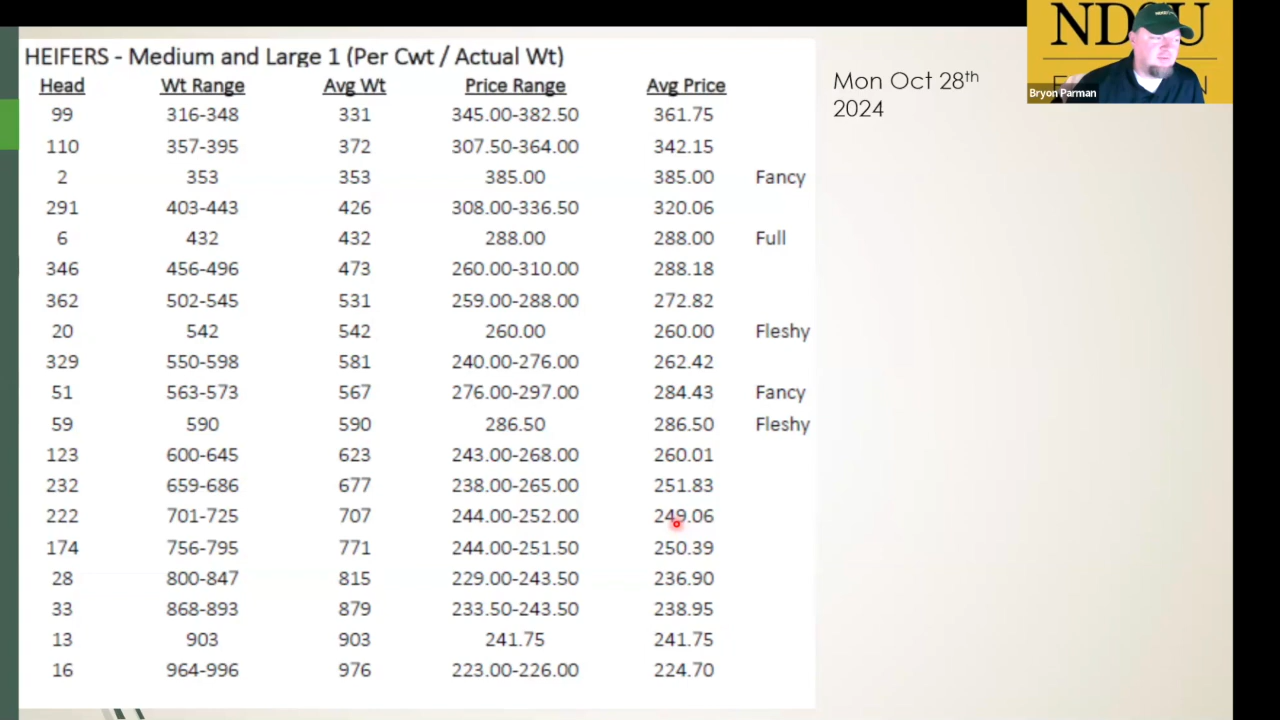 HEIFERS - Medium and Large 1 (Per Cwt / Actual Wt)
Head Wt Range Avg Wt Price Range Avg Price
99 316-348 331 345.00-382.50 361.75
110 357-395 372 307.50-364.00 342.15
2 353 353 385.00 385.00 Fancy
291 403-443 426 308.00-336.50 320.06
6 432 432 288.00 288.00 Full
346 456-496 473 260.00-310.00 288.18
362 502-545 531 259.00-288.00 272.82
20 542 542 260.00 260.00 Fleshy
329 550-598 581 240.00-276.00 262.42
51 563-573 567 276.00-297.00 284.43 Fancy
59 590 590 286.50 286.50 Fleshy
123 600-645 623 243.00-268.00 260.01
232 659-686 677 238.00-265.00 251.83
222 701-725 707 244.00-252.00 249.06
174 756-795 771 244.00-251.50 250.39
28 800-847 815 229.00-243.50 236.90
33 868-893 879 233.50-243.50 238.95
13 903 903 241.75 241.75
16 964-996 976 223.00-226.00 224.70
Mon Oct 28th
2024
Bryon Parman